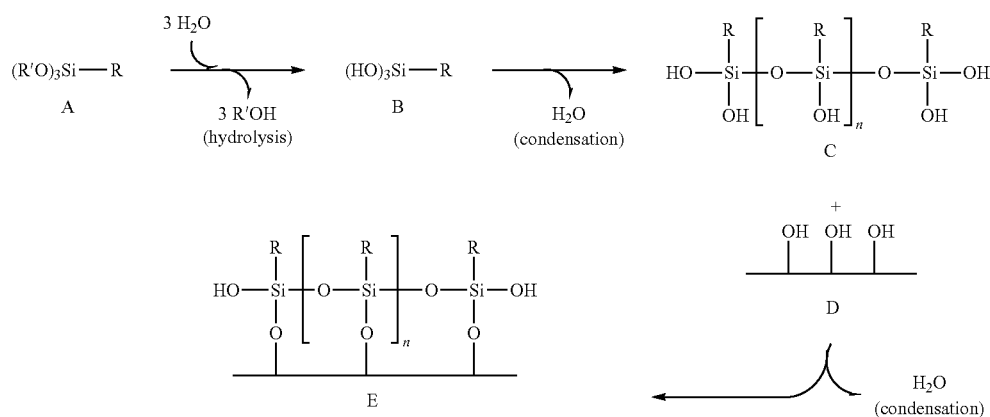 3 H₂O
(R'O)₃Si—R
A
3 R'OH
(hydrolysis)
(HO)₃Si—R
B
H₂O
(condensation)
R R R
HO—Si—O—Si—O—Si—OH
OH OH OH
n
C
+
OH OH OH
D
H₂O
(condensation)
R R R
HO—Si—O—Si—O—Si—OH
O O O
n
E